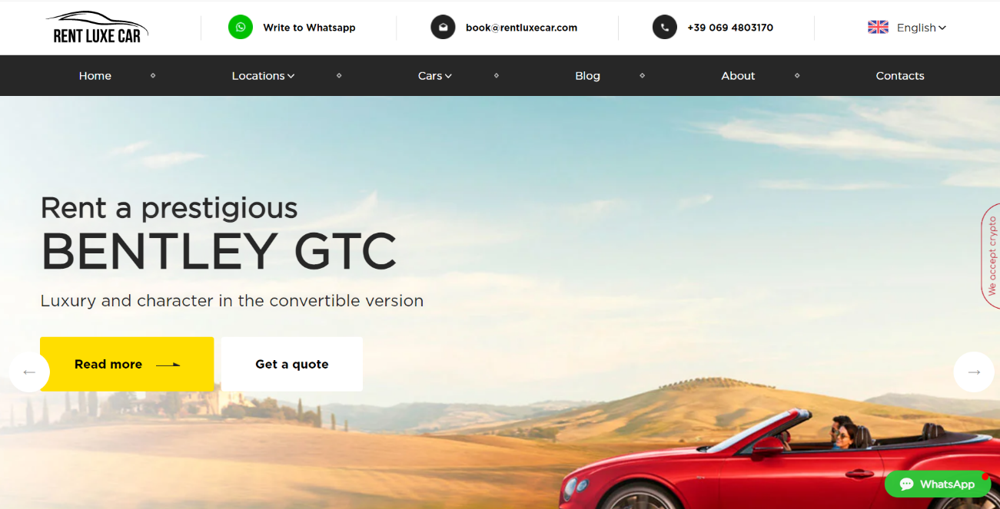 RENT LUXE CAR
Write to Whatsapp
book@rentluxecar.com
+39 069 4803170
English
Home
Locations
Cars
Blog
About
Contacts
Rent a prestigious
BENTLEY GTC
Luxury and character in the convertible version
Read more
Get a quote
We accept crypto
WhatsApp